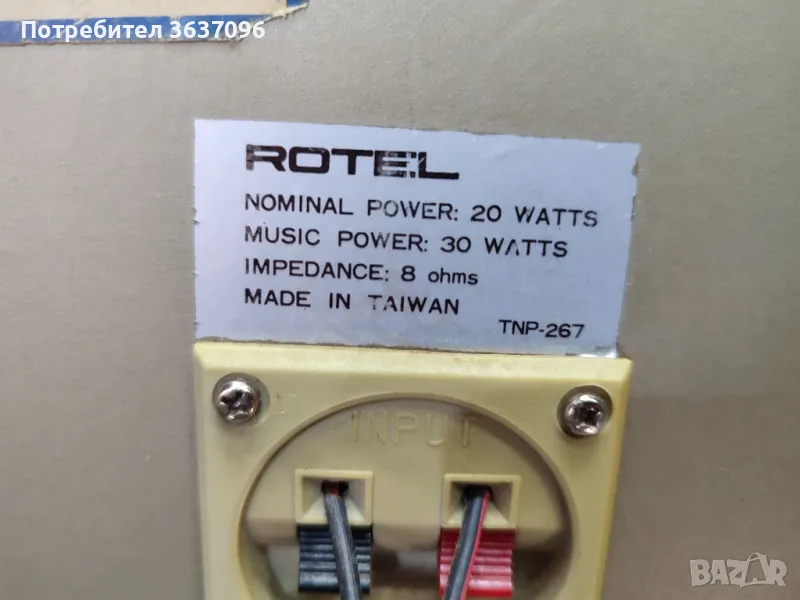 Потребител 3637096
ROTEL
NOMINAL POWER: 20 WATTS
MUSIC POWER: 30 WATTS
IMPEDANCE: 8 ohms
MADE IN TAIWAN
TNP-267
INPUT
BAZAR